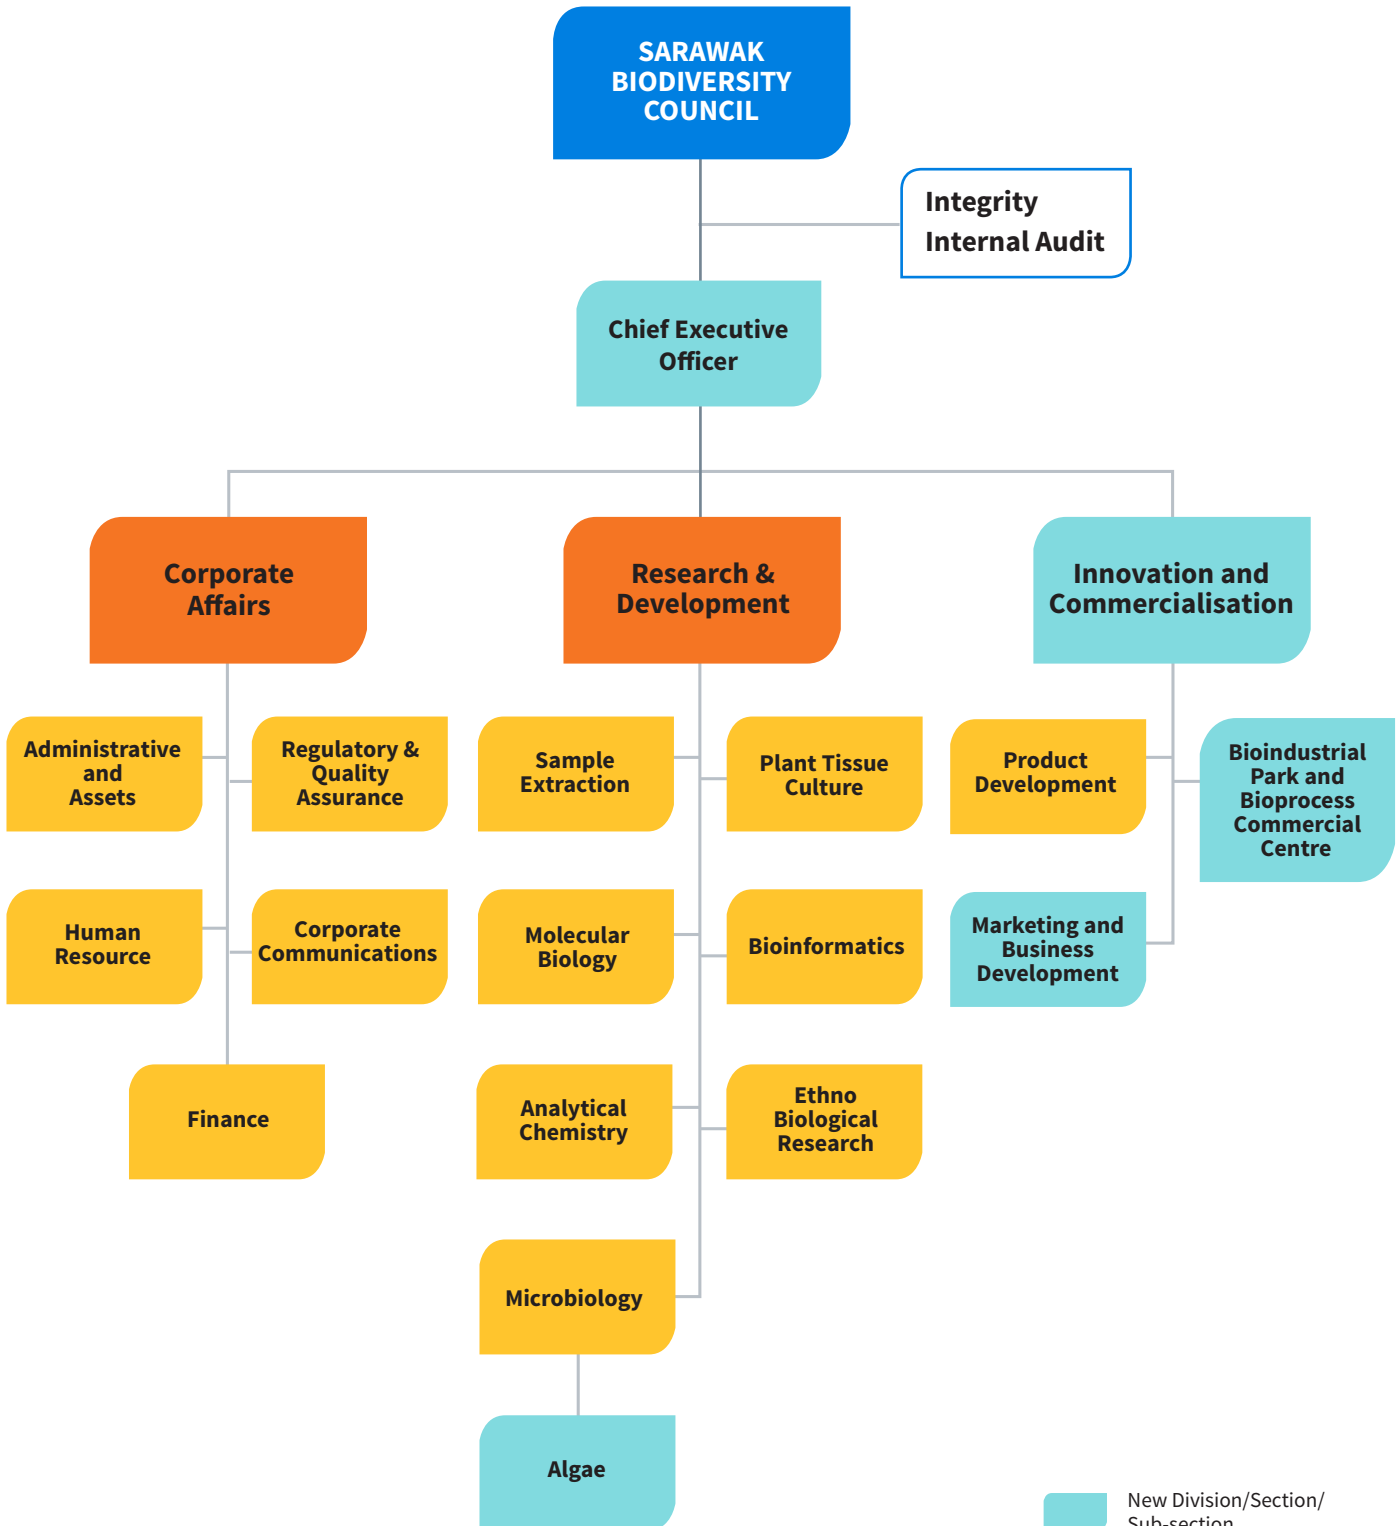 SARAWAK
BIODIVERSITY
COUNCIL
Integrity
Internal Audit
Chief Executive
Officer
Corporate
Affairs
Research &
Development
Innovation and
Commercialisation
Administrative
and
Assets
Regulatory &
Quality
Assurance
Sample
Extraction
Plant Tissue
Culture
Product
Development
Bioindustrial
Park and
Bioprocess
Commercial
Centre
Human
Resource
Corporate
Communications
Molecular
Biology
Bioinformatics
Marketing and
Business
Development
Finance
Analytical
Chemistry
Ethno
Biological
Research
Microbiology
Algae
New Division/Section/
Sub-section